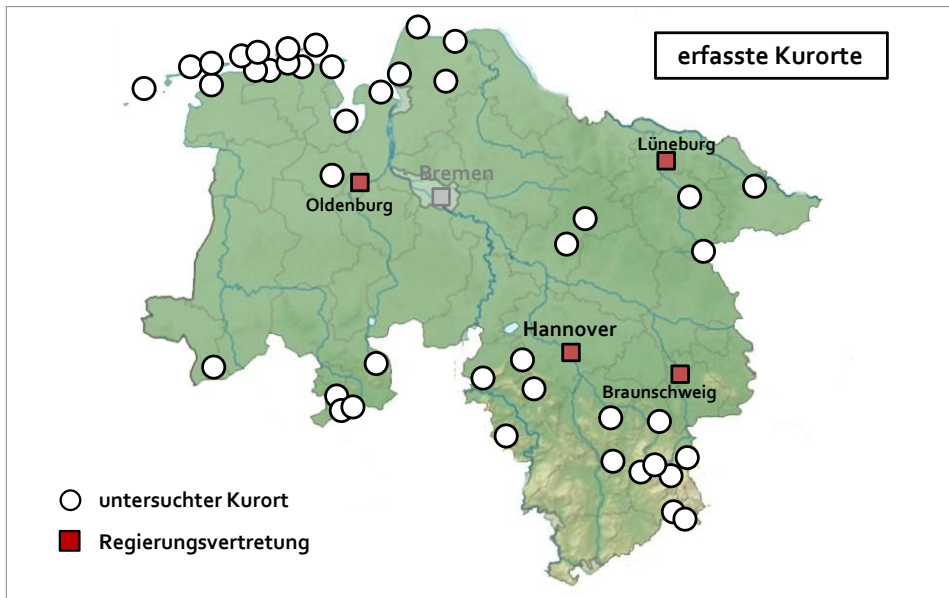 erfasste Kurorte
Lüneburg
Bremen
Oldenburg
Hannover
Braunschweig
untersuchter Kurort
Regierungsvertretung